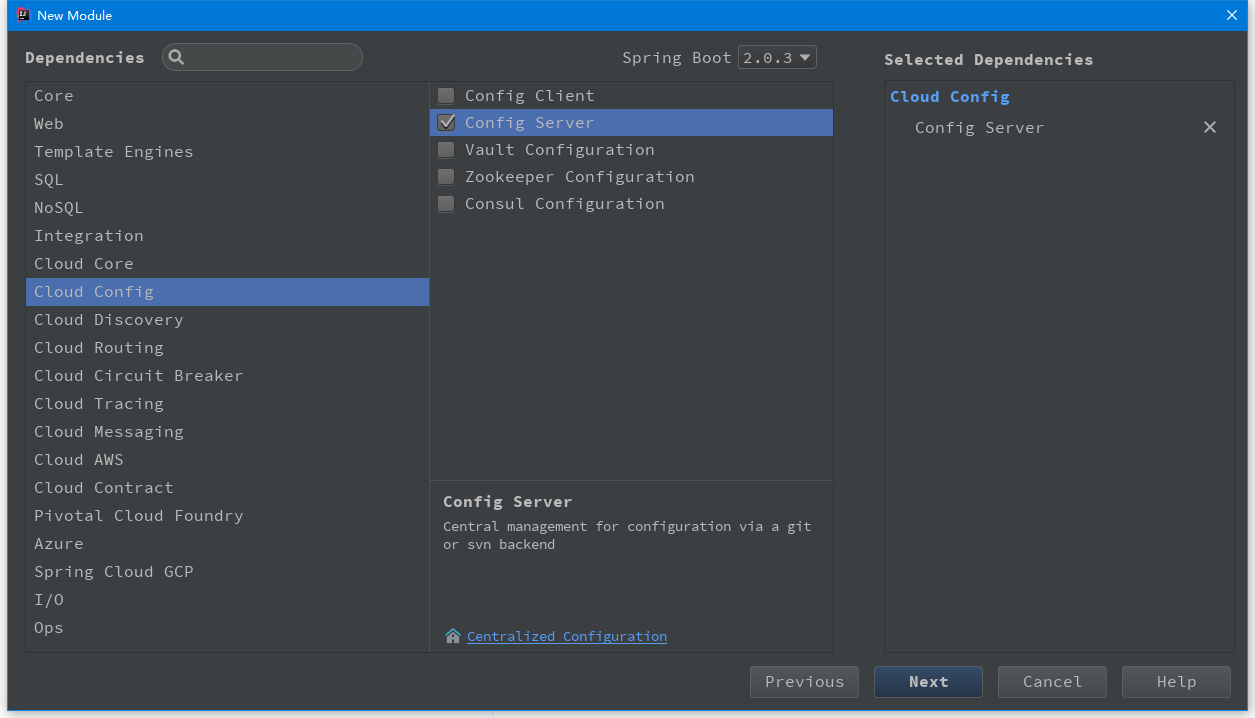 New Module
Dependencies
Spring Boot 2.0.3
Selected Dependencies
Core
Web
Template Engines
SQL
NoSQL
Integration
Cloud Core
Cloud Config
Cloud Discovery
Cloud Routing
Cloud Circuit Breaker
Cloud Tracing
Cloud Messaging
Cloud AWS
Cloud Contract
Pivotal Cloud Foundry
Azure
Spring Cloud GCP
I/O
Ops
Config Client
Config Server
Vault Configuration
Zookeeper Configuration
Consul Configuration
Config Server
Central management for configuration via a git
or svn backend
Centralized Configuration
Cloud Config
Config Server
Previous
Next
Cancel
Help